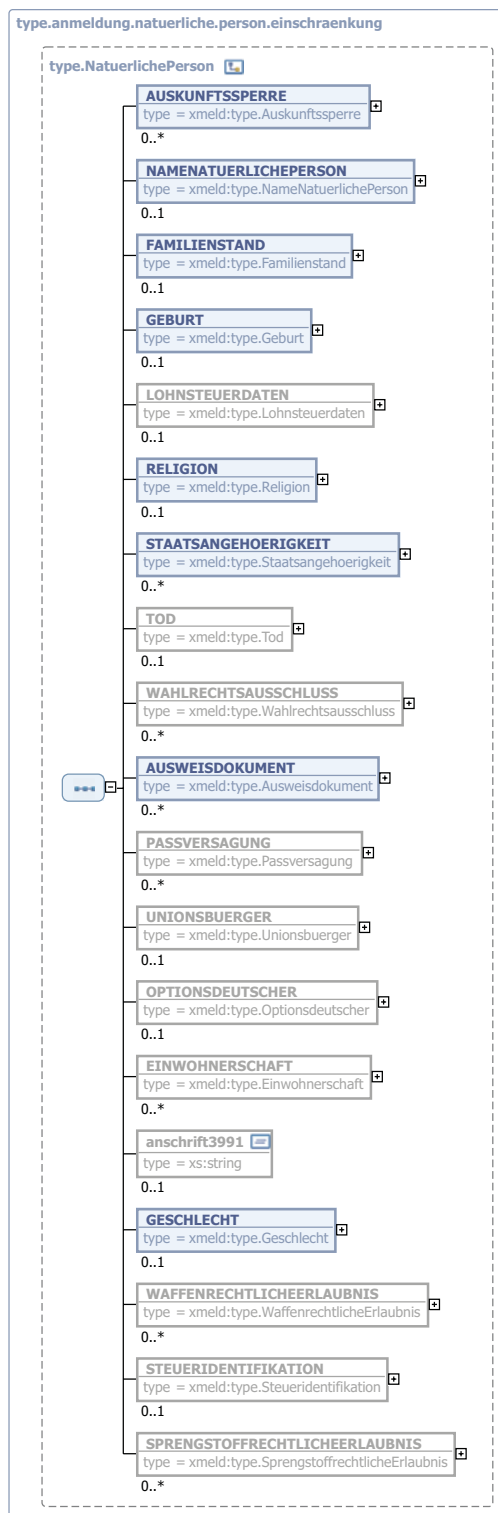 type.anmeldung.natuerliche.person.einschraenkung
type.NatuerlichePerson
AUSKUNFTSSPERRE
type = xmeld:type.Auskunftssperre
0..*
NAMENATUERLICHEPERSON
type = xmeld:type.NameNatuerlichePerson
0..1
FAMILIENSTAND
type = xmeld:type.Familienstand
0..1
GEBURT
type = xmeld:type.Geburt
0..1
LOHNSTEUERDATEN
type = xmeld:type.Lohnsteuerdaten
0..1
RELIGION
type = xmeld:type.Religion
0..1
STAATSANGEHOERIGKEIT
type = xmeld:type.Staatsangehoerigkeit
0..*
TOD
type = xmeld:type.Tod
0..1
WAHLRECHTSAUSSCHLUSS
type = xmeld:type.Wahlrechtsausschluss
0..*
AUSWEISDOKUMENT
type = xmeld:type.Ausweisdokument
0..*
PASSVERSAGUNG
type = xmeld:type.Passversagung
0..*
UNIONSBUERGER
type = xmeld:type.Unionsbuerger
0..1
OPTIONSDEUTSCHER
type = xmeld:type.Optionsdeutscher
0..1
EINWOHNERSCHAFT
type = xmeld:type.Einwohnerschaft
0..*
anschrift3991
type = xs:string
0..1
GESCHLECHT
type = xmeld:type.Geschlecht
0..1
WAFFENRECHTLICHEERLAUBNIS
type = xmeld:type.WaffenrechtlicheErlaubnis
0..*
STEUERIDENTIFIKATION
type = xmeld:type.Steueridentifikation
0..1
SPRENGSTOFFRECHTLICHEERLAUBNIS
type = xmeld:type.SprengstoffrechtlicheErlaubnis
0..*